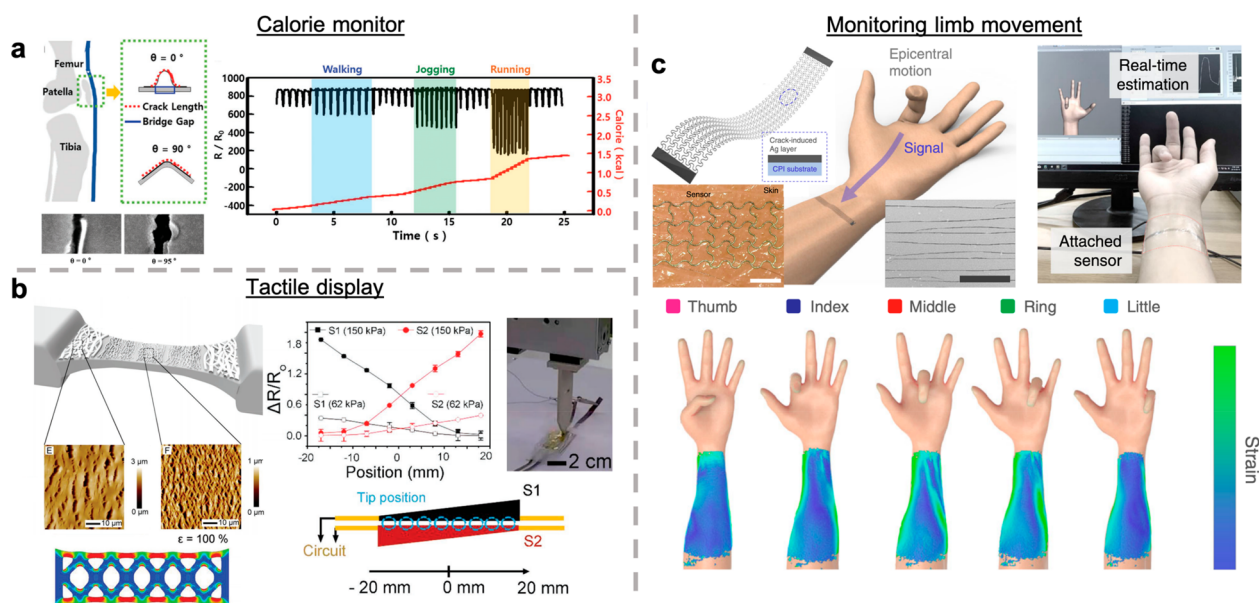 Calorie monitor
a
Femur
Patella
Tibia
θ = 0 °
Crack Length
Bridge Gap
θ = 90 °
θ=0°
θ=95°
Walking
Jogging
Running
R / R₀
1000
800
600
400
200
0
-200
-400
0
5
10
15
20
25
Time ( s )
3.5
3.0
2.5
2.0
1.5
1.0
0.5
0.0
Calorie (kcal)
b
Tactile display
E
3 μm
0 μm
10 μm
F
1 μm
0 μm
10 μm
ε = 100 %
S1 (150 kPa)
S2 (150 kPa)
S1 (62 kPa)
S2 (62 kPa)
ΔR/Rₒ
1.8
1.2
0.6
0.0
-20
-10
0
10
20
Position (mm)
2 cm
Tip position
S1
S2
Circuit
- 20 mm
0 mm
20 mm
Monitoring limb movement
c
Epicentral
motion
Crack-induced
Ag layer
CPI substrate
Signal
Sensor
Skin
Real-time
estimation
Attached
sensor
Thumb
Index
Middle
Ring
Little
Strain